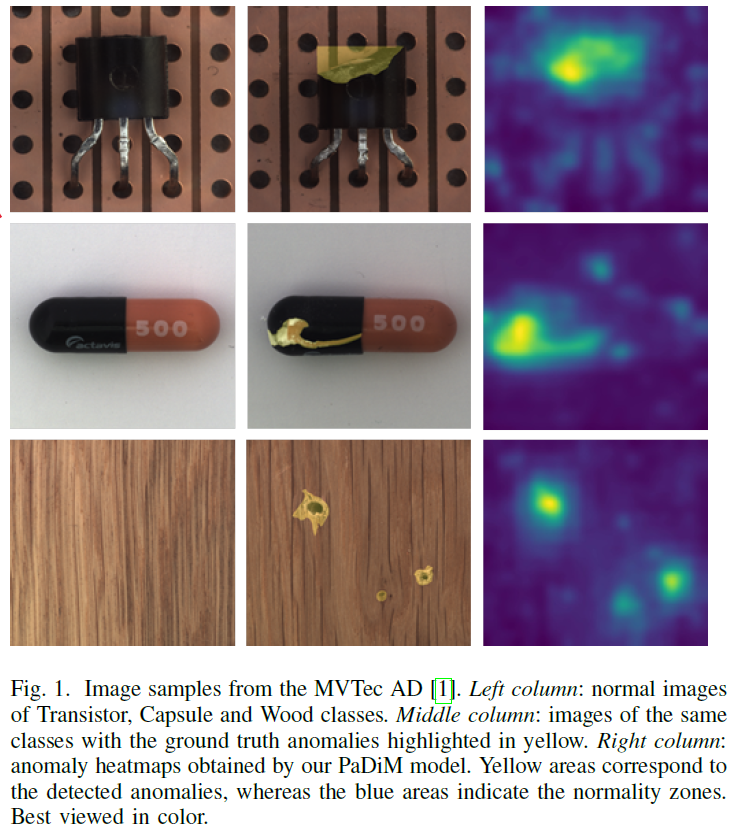 500
actavis
500
Fig. 1. Image samples from the MVTec AD [1]. Left column: normal images
of Transistor, Capsule and Wood classes. Middle column: images of the same
classes with the ground truth anomalies highlighted in yellow. Right column:
anomaly heatmaps obtained by our PaDiM model. Yellow areas correspond to
the detected anomalies, whereas the blue areas indicate the normality zones.
Best viewed in color.